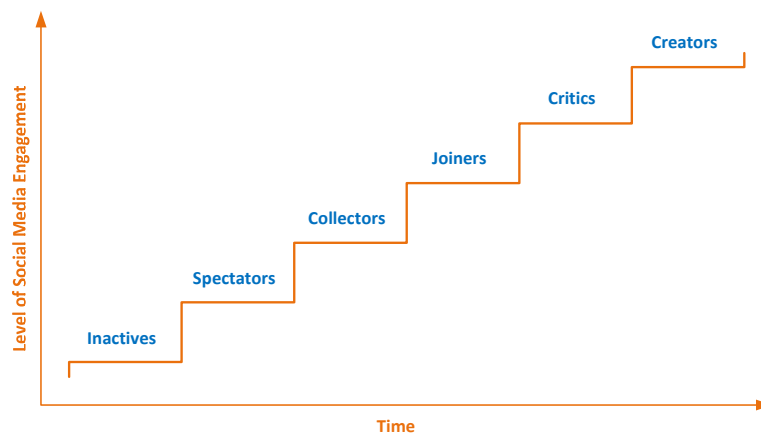 Creators
Critics
Joiners
Collectors
Spectators
Inactives
Level of Social Media Engagement
Time